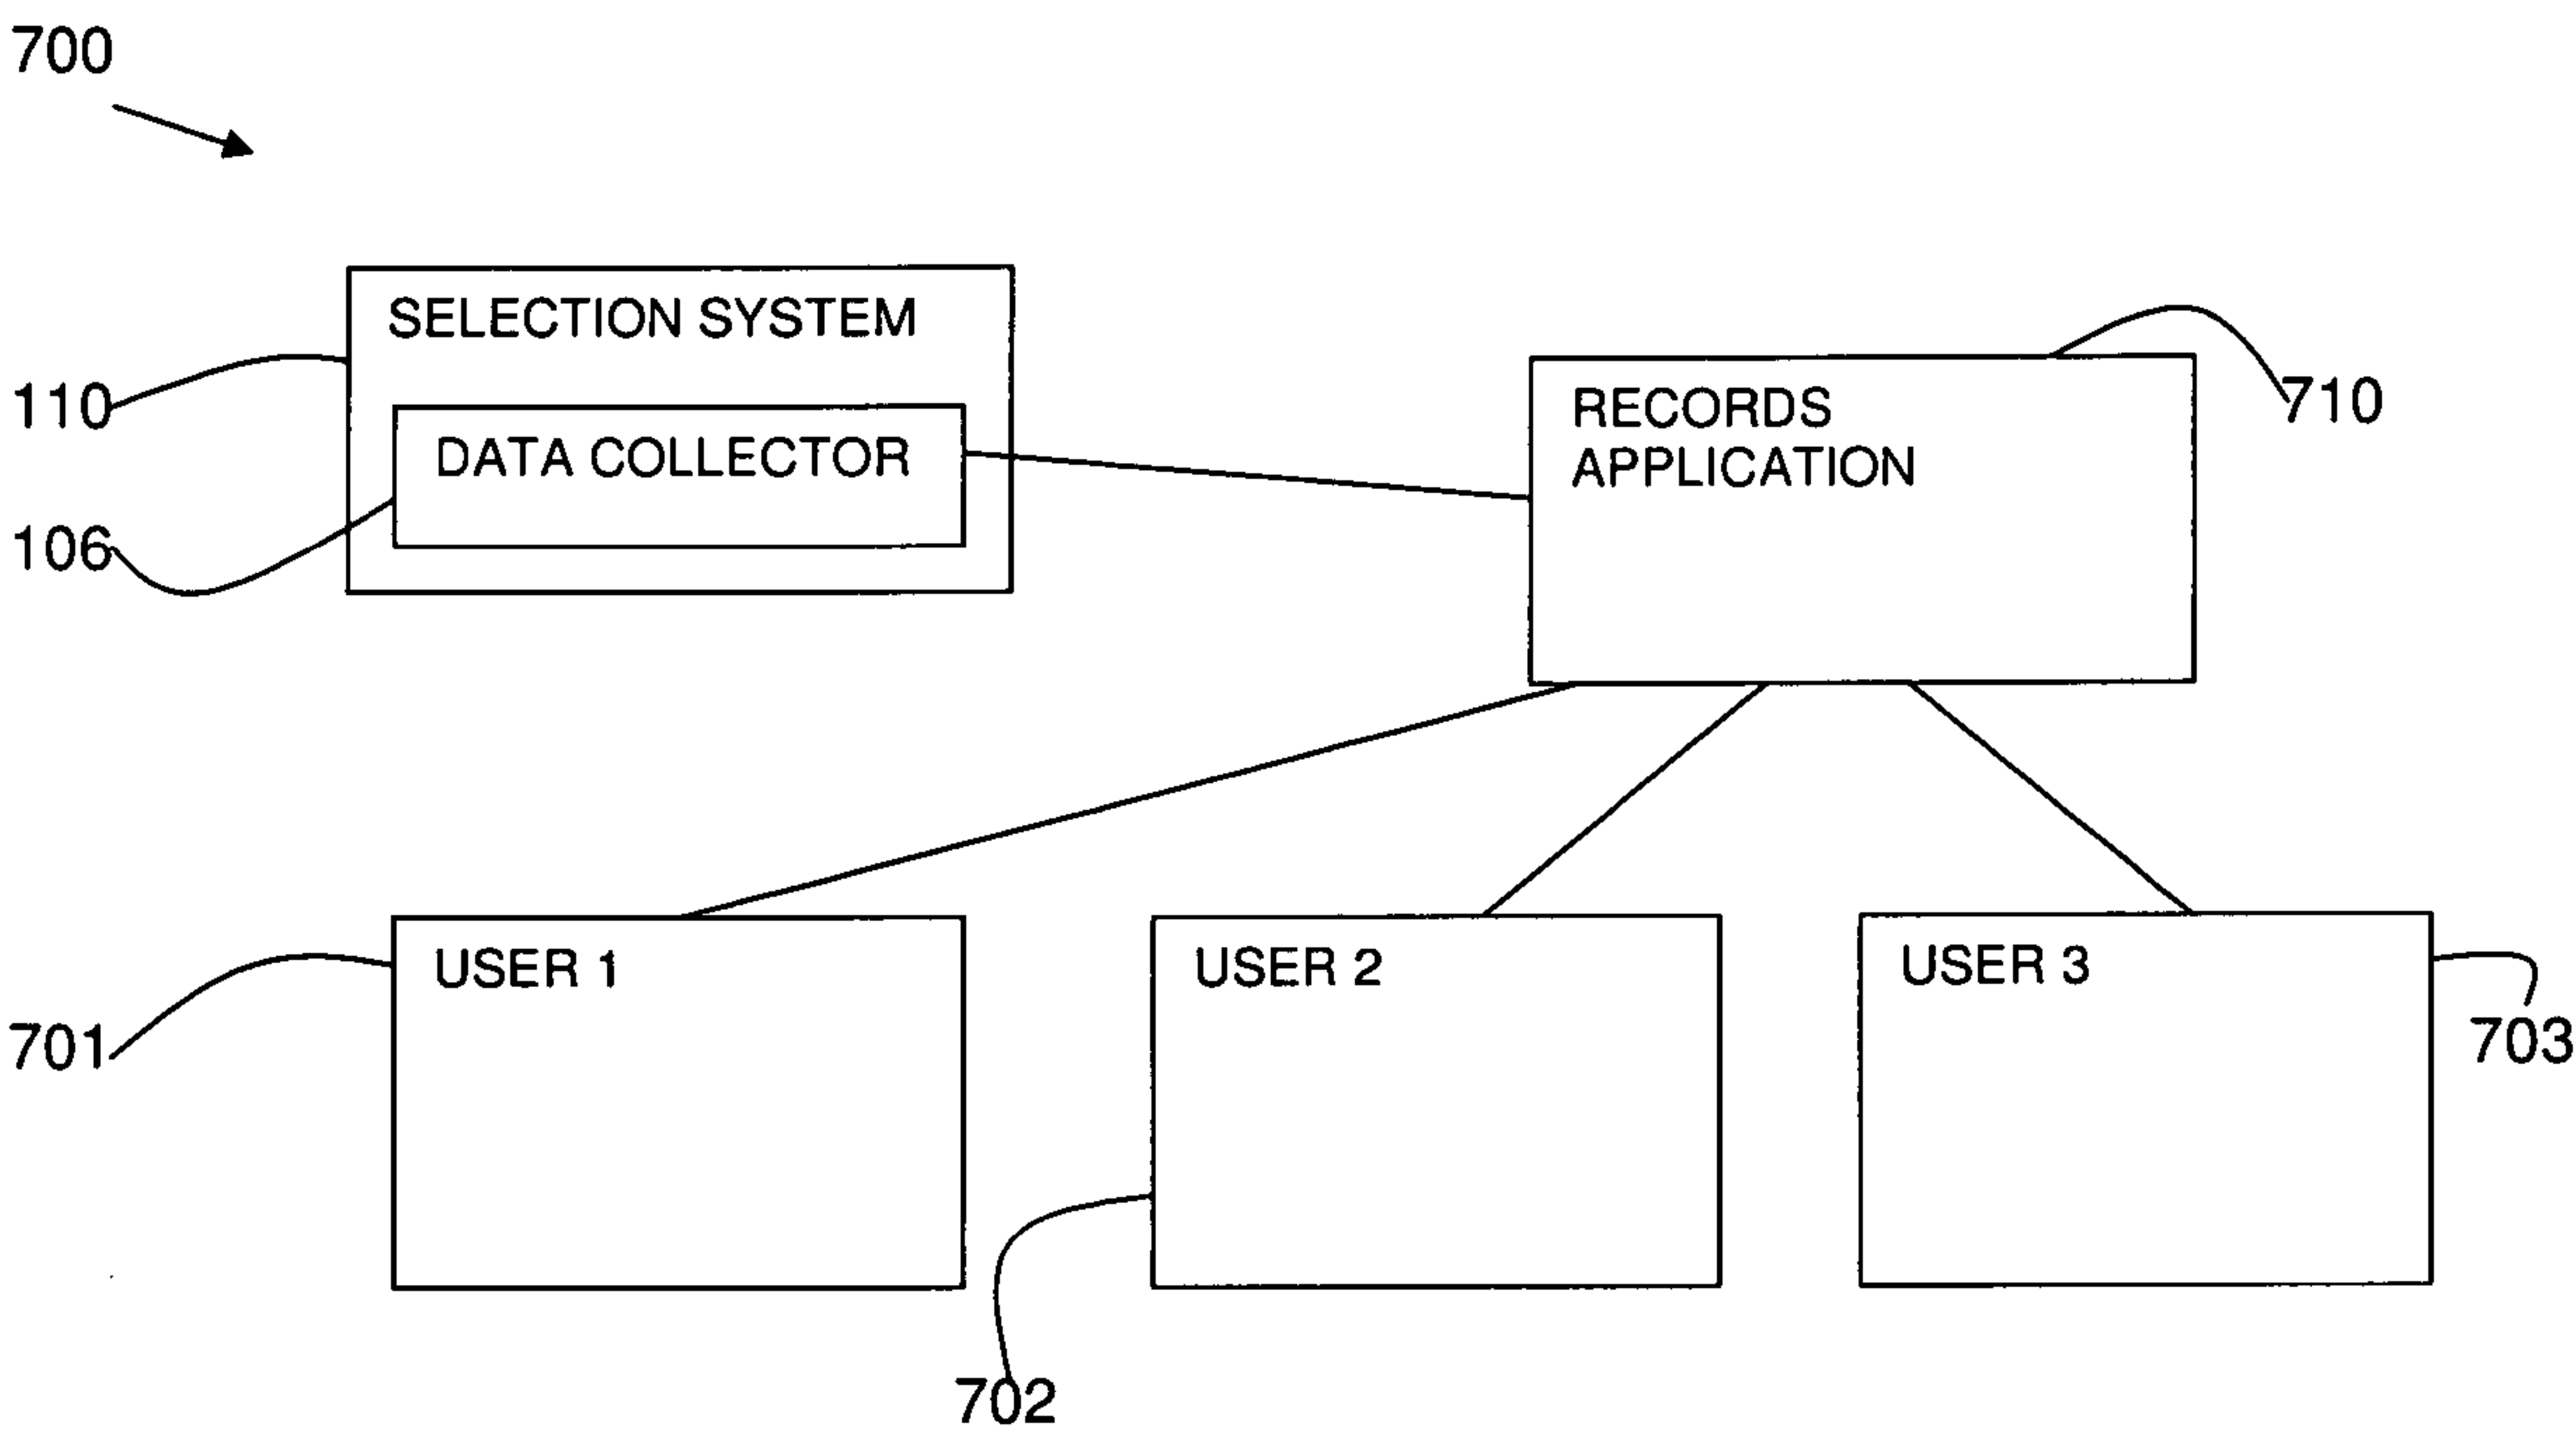 700
SELECTION SYSTEM
110
DATA COLLECTOR
106
RECORDS
APPLICATION
710
USER 1
701
USER 2
702
USER 3
703